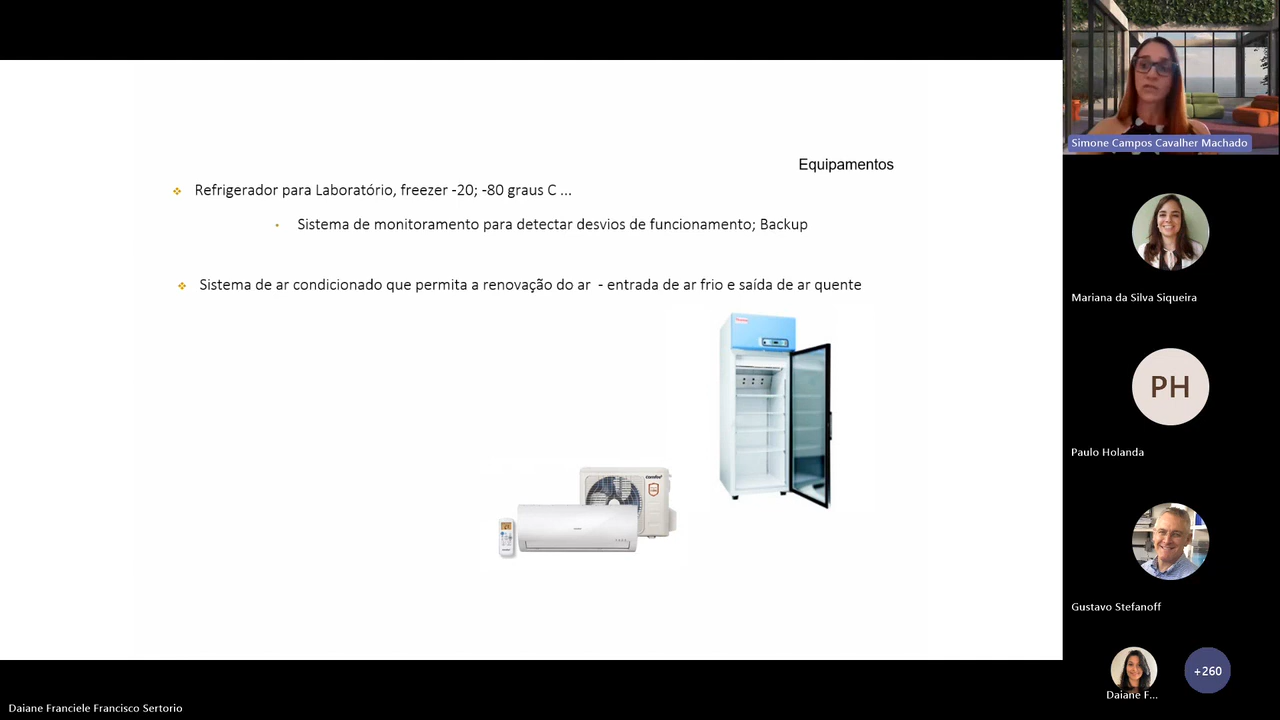 Equipamentos
Refrigerador para Laboratório, freezer -20; -80 graus C ...
Sistema de monitoramento para detectar desvios de funcionamento; Backup
Sistema de ar condicionado que permita a renovação do ar - entrada de ar frio e saída de ar quente
Simone Campos Cavalher Machado
Mariana da Silva Siqueira
PH
Paulo Holanda
Gustavo Stefanoff
Daiane F...
+260
Daiane Franciele Francisco Sertorio